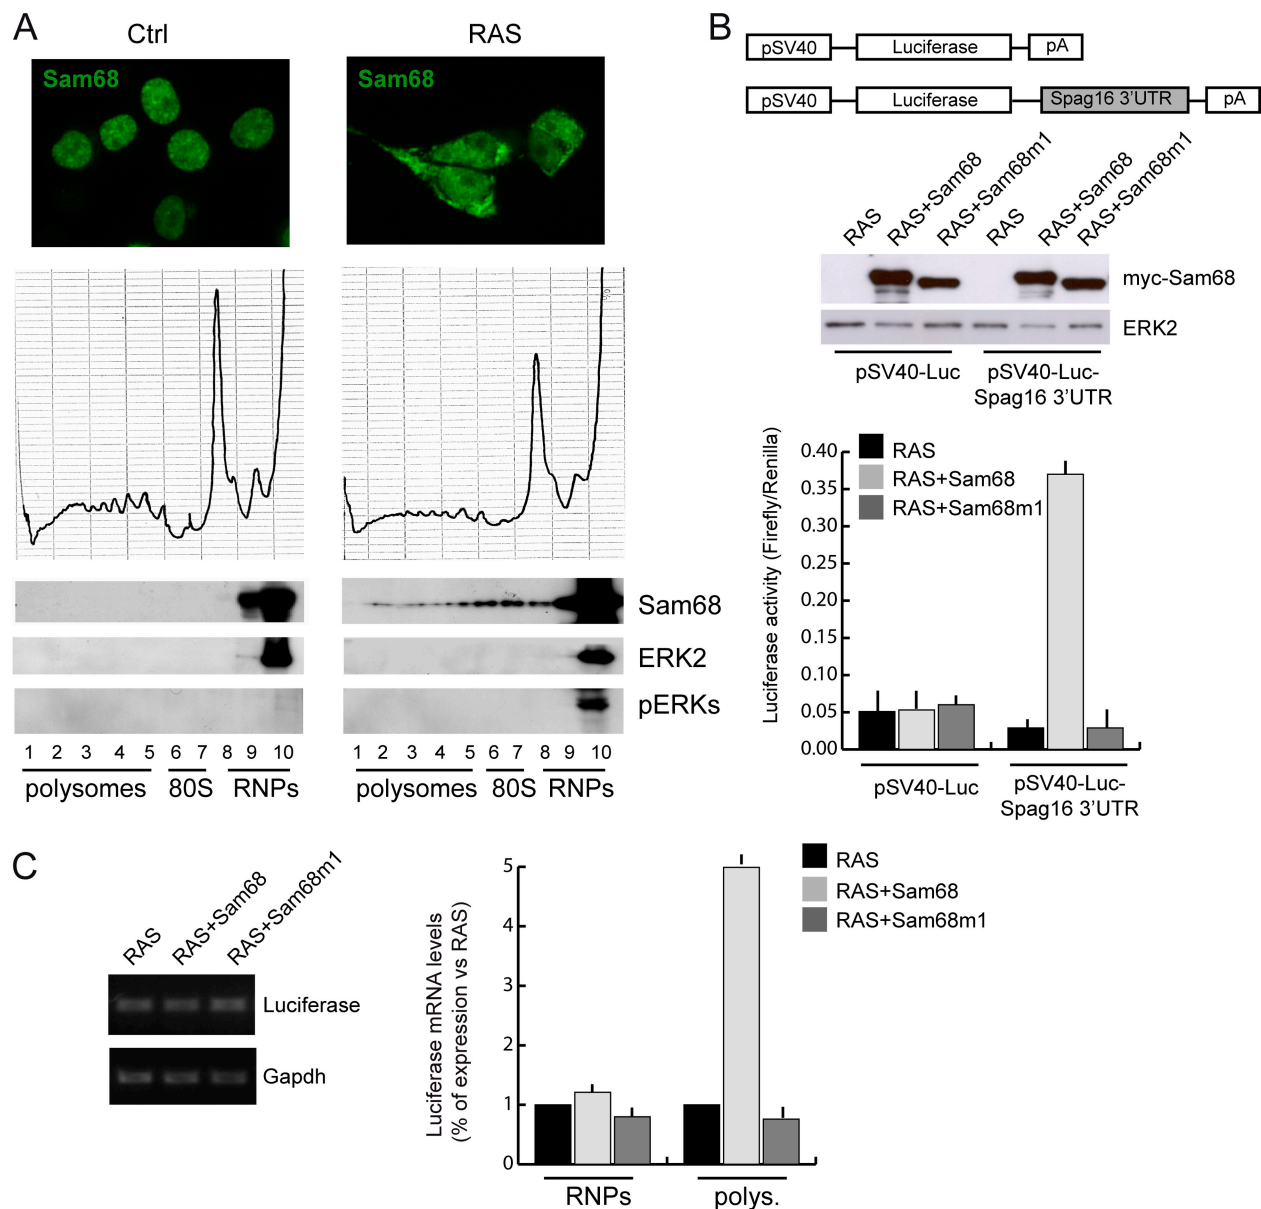 A
Ctrl
RAS
Sam68
Sam68
Sam68
ERK2
pERKs
1 2 3 4 5 6 7 8 9 10
1 2 3 4 5 6 7 8 9 10
polysomes 80S RNPs
polysomes 80S RNPs
B
pSV40 Luciferase pA
pSV40 Luciferase Spag16 3'UTR pA
RAS
RAS+Sam68
RAS+Sam68m1
RAS
RAS+Sam68
RAS+Sam68m1
myc-Sam68
ERK2
pSV40-Luc
pSV40-Luc-
Spag16 3'UTR
Luciferase activity (Firefly/Renilla)
0.40
0.35
0.30
0.25
0.20
0.15
0.10
0.05
0.00
RAS
RAS+Sam68
RAS+Sam68m1
pSV40-Luc
pSV40-Luc-
Spag16 3'UTR
C
RAS
RAS+Sam68
RAS+Sam68m1
Luciferase
Gapdh
Luciferase mRNA levels
(% of expression vs RAS)
5
4
3
2
1
0
RNPs
polys.
RAS
RAS+Sam68
RAS+Sam68m1